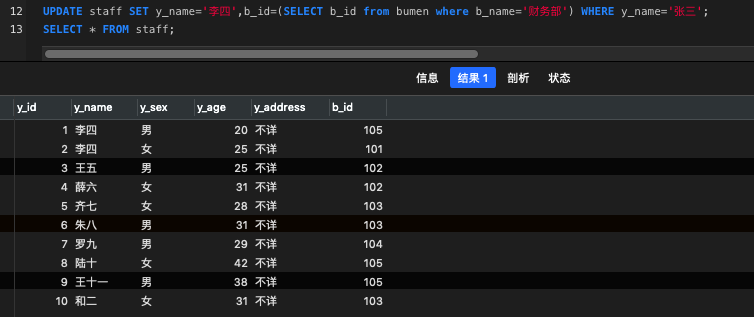 12 UPDATE staff SET y_name='李四',b_id=(SELECT b_id from bumen where b_name='财务部') WHERE y_name='张三';
13 SELECT * FROM staff;
信息 结果 1 剖析 状态
y_id y_name y_sex y_age y_address b_id
1 李四 男 20 不详 105
2 李四 女 25 不详 101
3 王五 男 25 不详 102
4 薛六 女 31 不详 102
5 齐七 女 28 不详 103
6 朱八 男 31 不详 103
7 罗九 男 29 不详 104
8 陆十 女 42 不详 105
9 王十一 男 38 不详 105
10 和二 女 31 不详 103